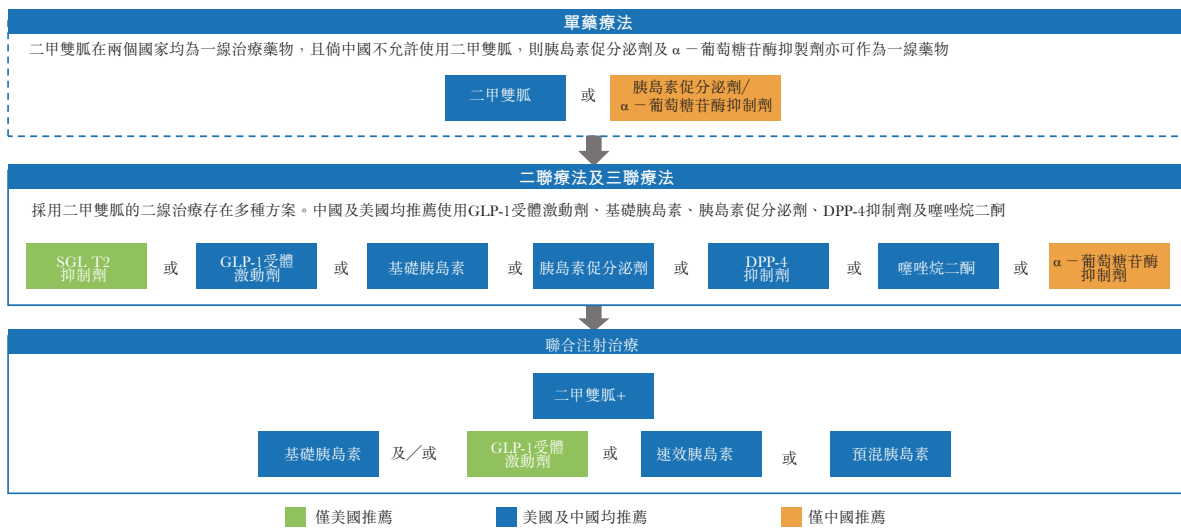 單藥療法
二甲雙胍在兩個國家均為一線治療藥物，且倘中國不允許使用二甲雙胍，則胰島素促分泌劑及α－葡萄糖苷酶抑製劑亦可作為一線藥物
二甲雙胍
或
胰島素促分泌劑/
α－葡萄糖苷酶抑制劑
二聯療法及三聯療法
採用二甲雙胍的二線治療存在多種方案。中國及美國均推薦使用GLP-1受體激動劑、基礎胰島素、胰島素促分泌劑、DPP-4抑制劑及噻唑烷二酮
SGL T2
抑制劑
或
GLP-1受體
激動劑
或
基礎胰島素
或
胰島素促分泌劑
或
DPP-4
抑制劑
或
噻唑烷二酮
或
α－葡萄糖苷酶
抑制劑
聯合注射治療
二甲雙胍+
基礎胰島素
及／或
GLP-1受體
激動劑
或
速效胰島素
或
預混胰島素
僅美國推薦
美國及中國均推薦
僅中國推薦